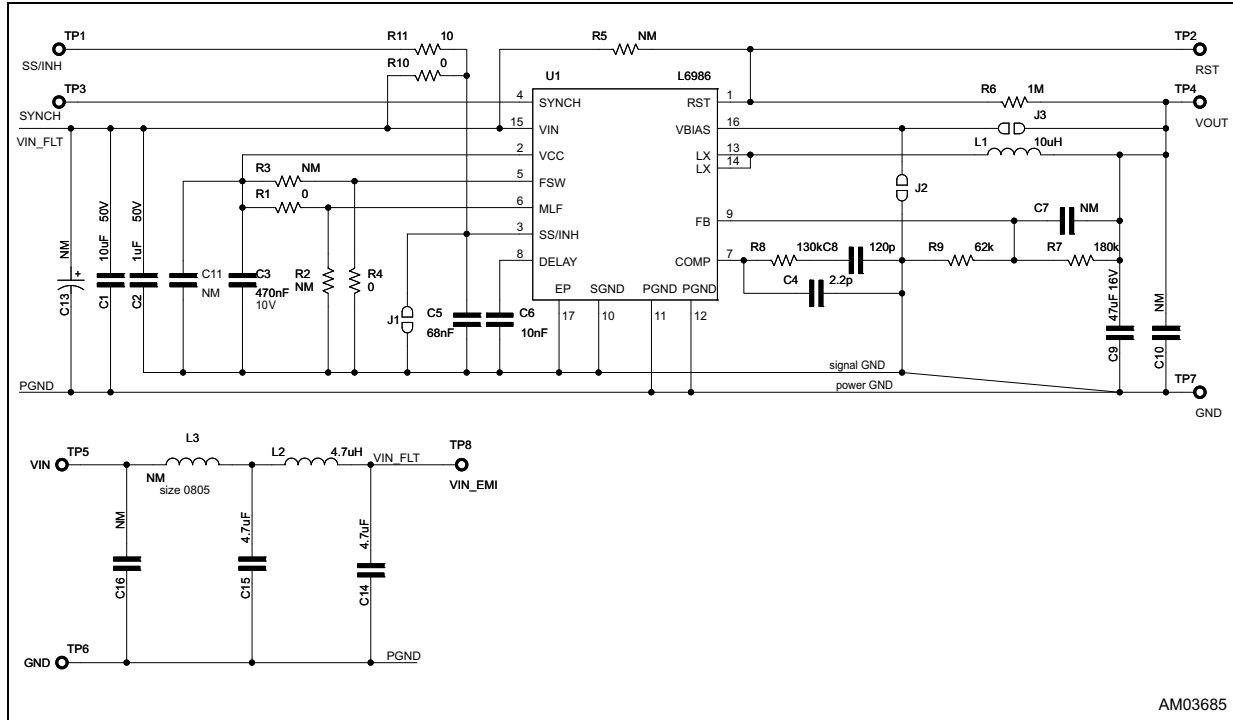 TP1
SS/INH
R11 10
R10 0
R5 NM
TP2
RST
U1 L6986
TP3
SYNCH
4 SYNCH
RST 1
R6 1M
TP4
VOUT
VIN_FLT
15 VIN
VBIAS 16
J3
2 VCC
LX 13
LX 14
L1 10uH
R3 NM
5 FSW
J2
R1 0
6 MLF
FB 9
C7 NM
3 SS/INH
8 DELAY
COMP 7
R8 130k
C8 120p
R9 62k
R7 180k
C4 2.2p
EP SGND PGND PGND
17 10 11 12
C13 NM +
C1 10uF 50V
C2 1uF 50V
C11
NM
C3
470nF
10V
R2
NM
R4
0
J1
C5
68nF
C6
10nF
C9 47uF 16V
C10 NM
signal GND
PGND
power GND
TP7
GND
VIN
TP5
L3
NM
size 0805
L2 4.7uH
VIN_FLT
TP8
VIN_EMI
C16 NM
C15 4.7uF
C14 4.7uF
GND
TP6
PGND
AM03685